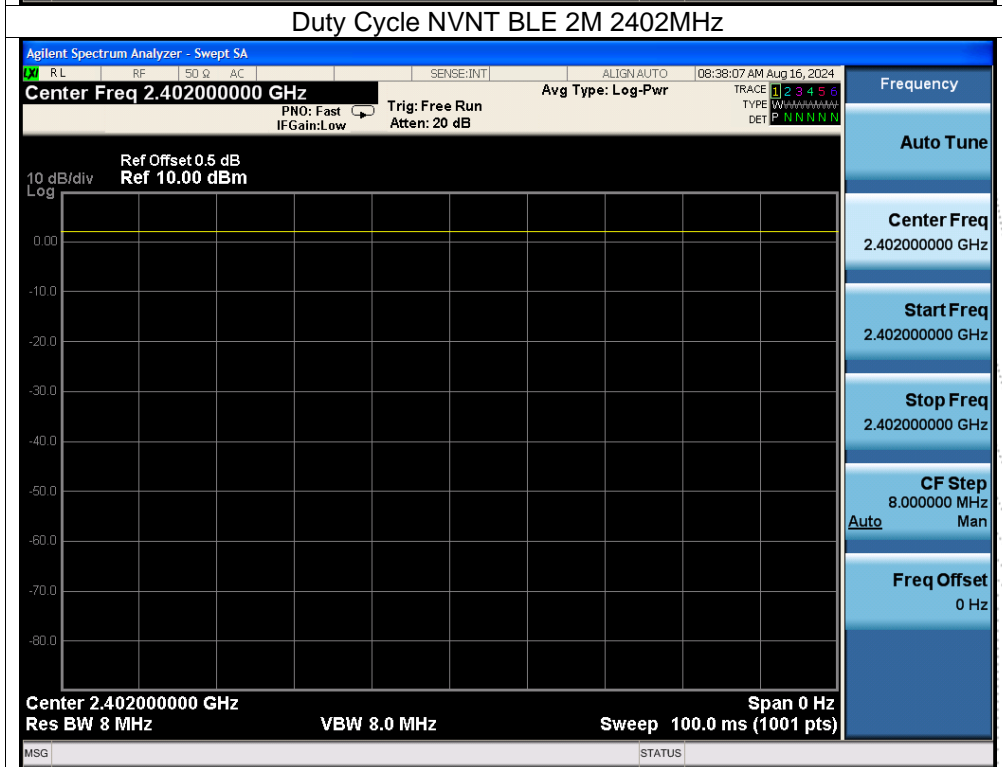 Duty Cycle NVNT BLE 2M 2402MHz
Agilent Spectrum Analyzer - Swept SA
LXI RL RF 50 Ω AC SENSE:INT ALIGN AUTO 08:38:07 AM Aug 16, 2024
Center Freq 2.402000000 GHz
PNO: Fast
IFGain:Low
Trig: Free Run
Atten: 20 dB
Avg Type: Log-Pwr
TRACE 1 2 3 4 5 6
TYPE WWWWWW
DET P N N N N N
Ref Offset 0.5 dB
10 dB/div Ref 10.00 dBm
Log
0.00
-10.0
-20.0
-30.0
-40.0
-50.0
-60.0
-70.0
-80.0
Center 2.402000000 GHz Span 0 Hz
Res BW 8 MHz VBW 8.0 MHz Sweep 100.0 ms (1001 pts)
MSG STATUS
Frequency
Auto Tune
Center Freq
2.402000000 GHz
Start Freq
2.402000000 GHz
Stop Freq
2.402000000 GHz
CF Step
8.000000 MHz
Auto Man
Freq Offset
0 Hz